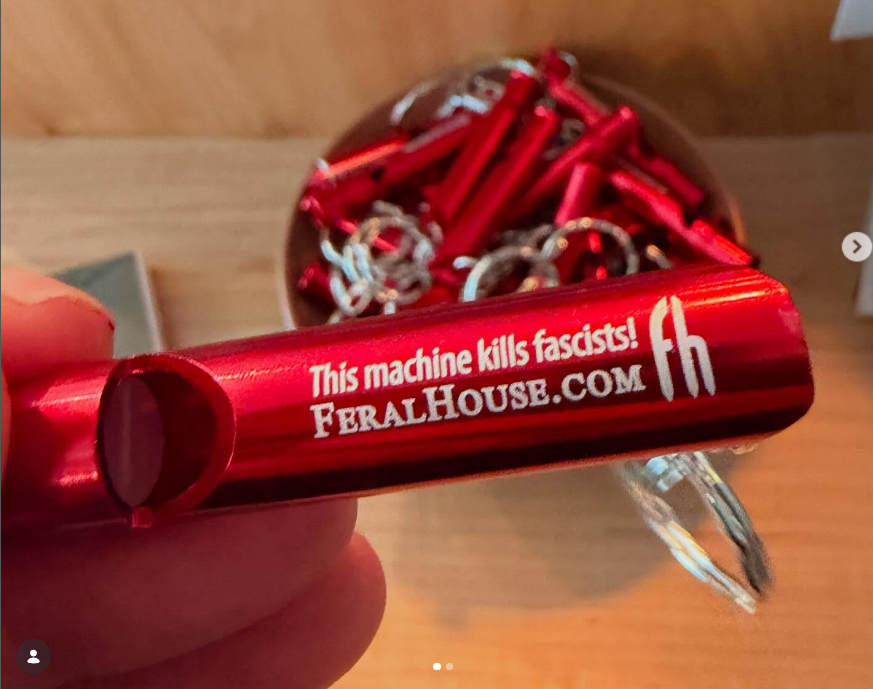 This machine kills fascists!
FERALHOUSE.COM
fh